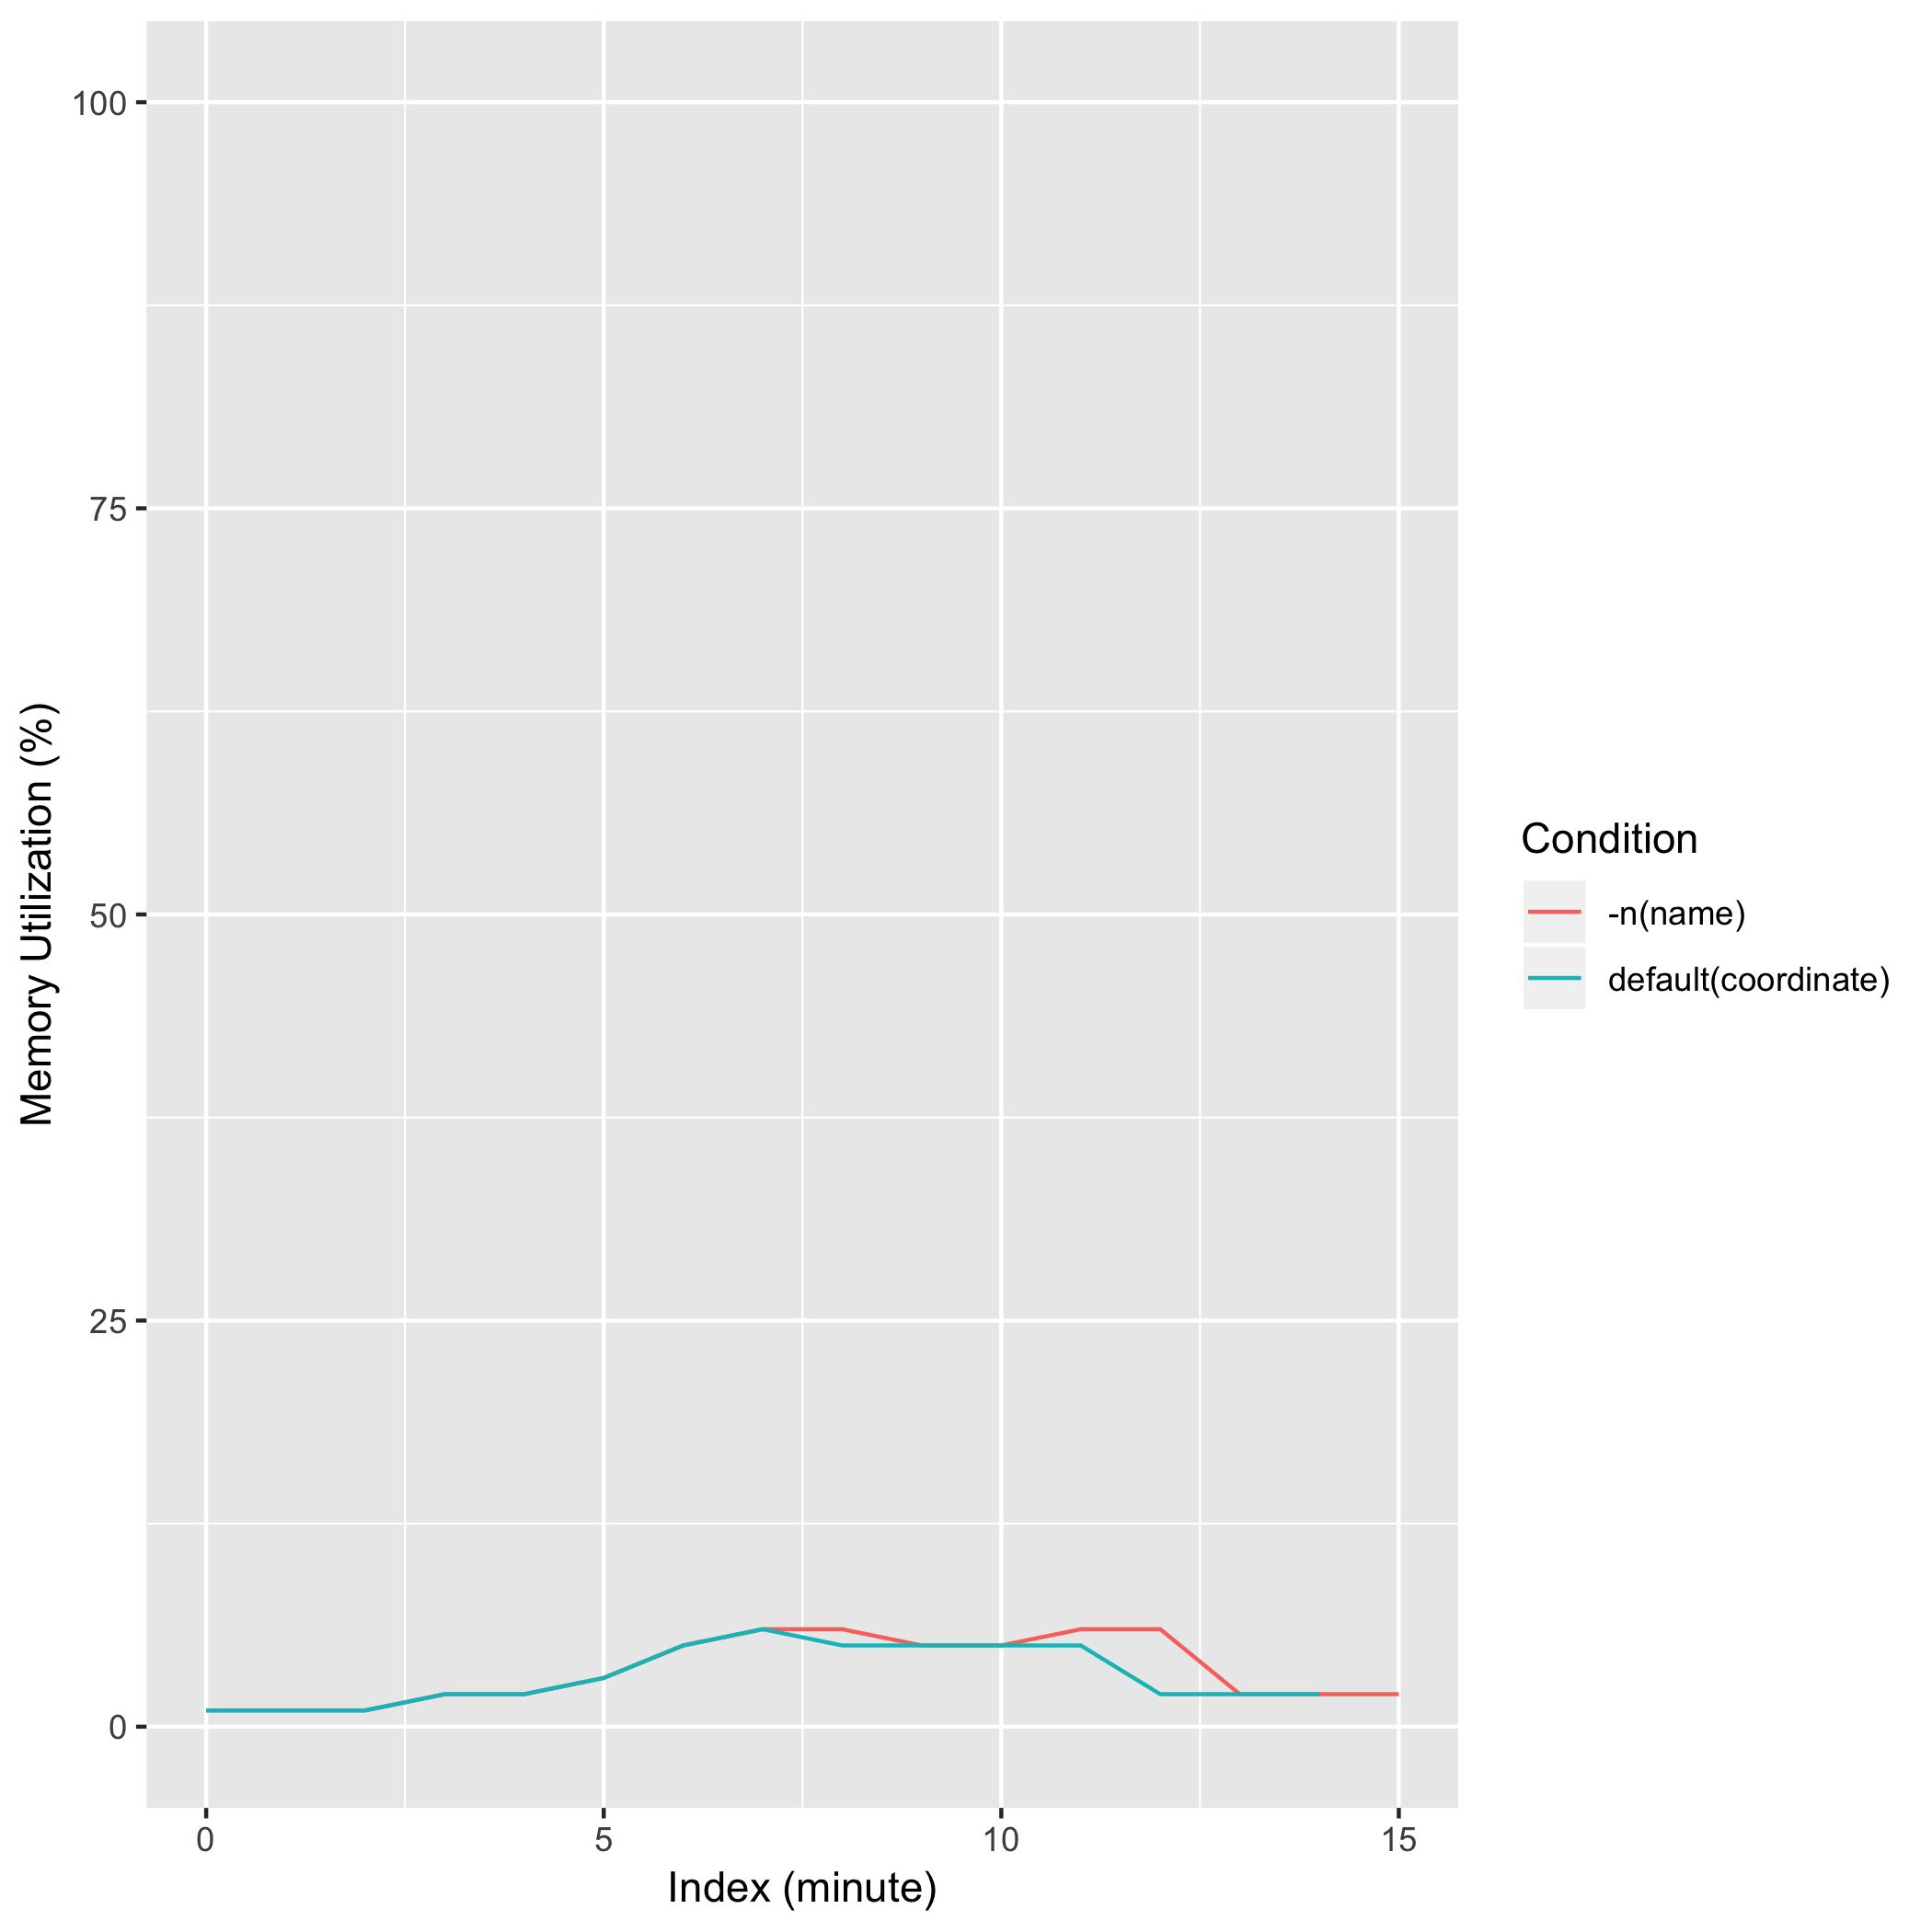 100
75
50
25
0
0 5 10 15
Index (minute)
Memory Utilization (%)
Condition
-n(name)
default(coordinate)